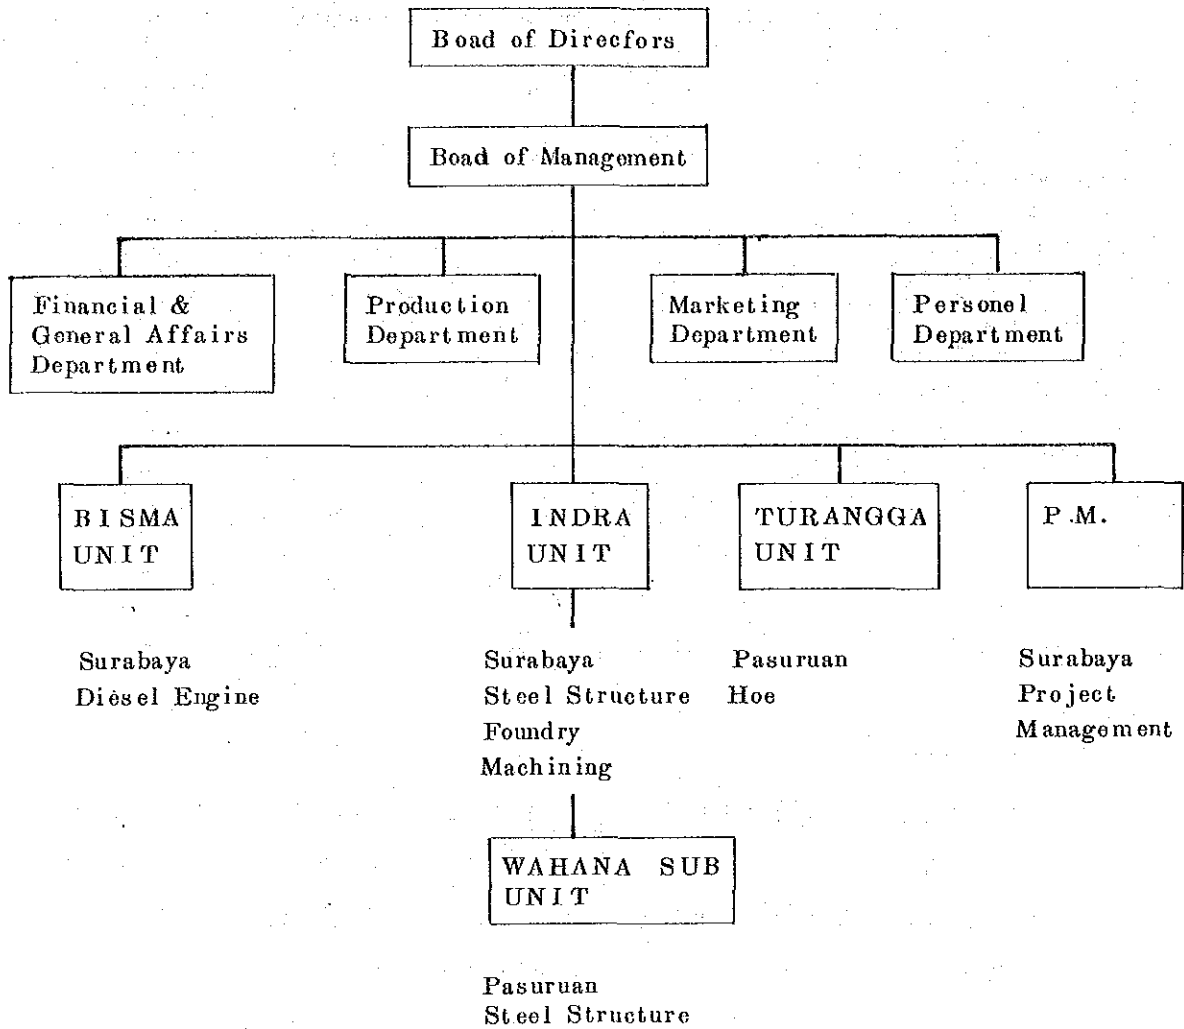 Boad of Direcfors
Boad of Management
Financial &
General Affairs
Department
Production
Department
Marketing
Department
Personel
Department
BISMA
UNIT
INDRA
UNIT
TURANGGA
UNIT
P.M.
Surabaya
Diesel Engine
Surabaya
Steel Structure
Foundry
Machining
Pasuruan
Hoe
Surabaya
Project
Management
WAHANA SUB
UNIT
Pasuruan
Steel Structure